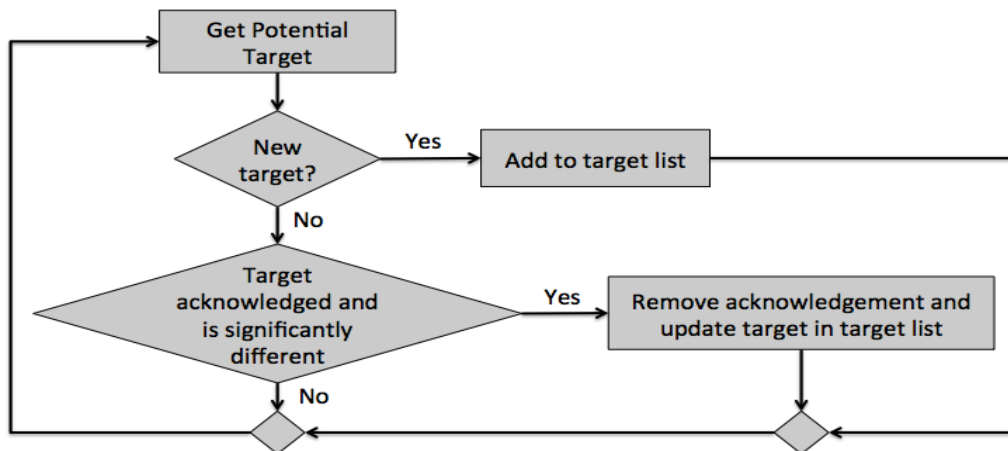 Get Potential
Target
New
target?
Yes
Add to target list
No
Target
acknowledged and
is significantly
different
Yes
Remove acknowledgement and
update target in target list
No